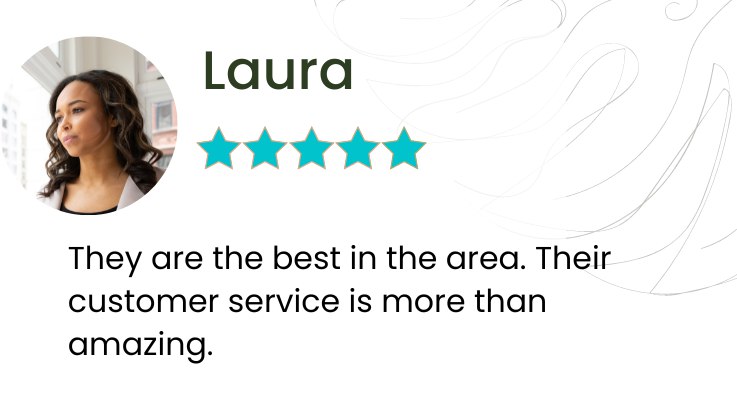 Laura
They are the best in the area. Their
customer service is more than
amazing.